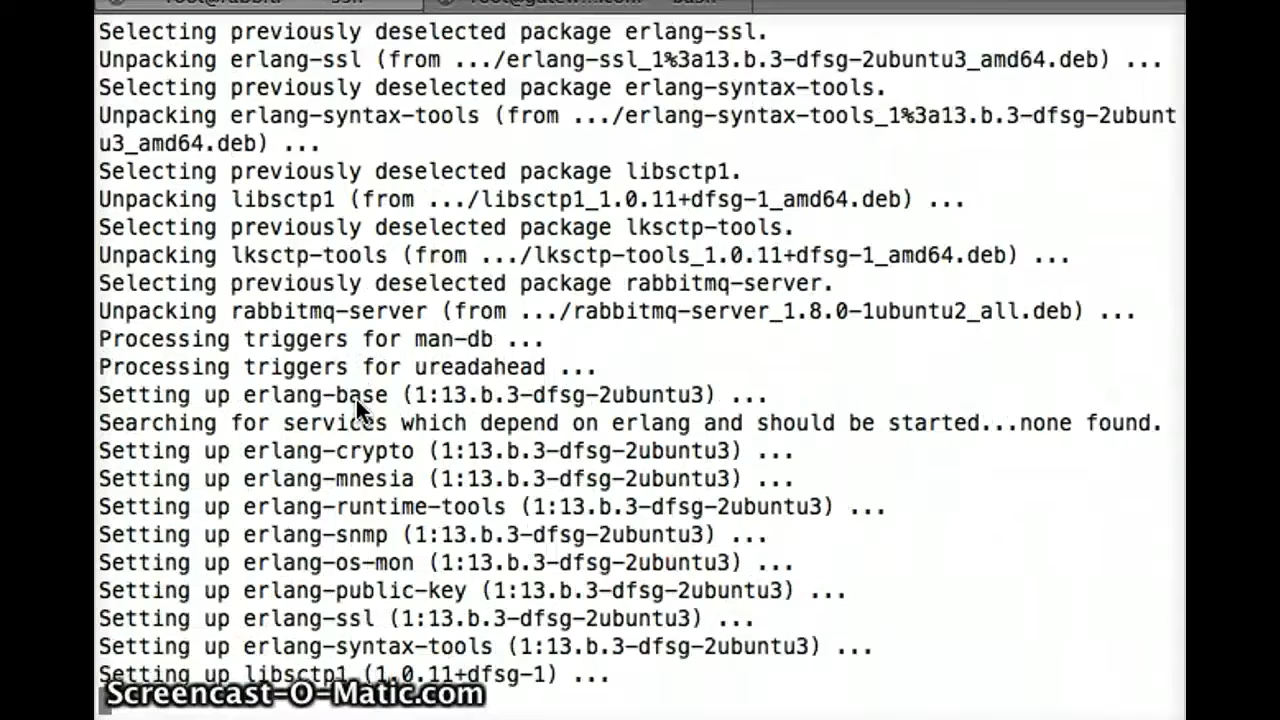 Selecting previously deselected package erlang-ssl.
Unpacking erlang-ssl (from .../erlang-ssl_1%3a13.b.3-dfsg-2ubuntu3_amd64.deb) ...
Selecting previously deselected package erlang-syntax-tools.
Unpacking erlang-syntax-tools (from .../erlang-syntax-tools_1%3a13.b.3-dfsg-2ubunt
u3_amd64.deb) ...
Selecting previously deselected package libsctp1.
Unpacking libsctp1 (from .../libsctp1_1.0.11+dfsg-1_amd64.deb) ...
Selecting previously deselected package lksctp-tools.
Unpacking lksctp-tools (from .../lksctp-tools_1.0.11+dfsg-1_amd64.deb) ...
Selecting previously deselected package rabbitmq-server.
Unpacking rabbitmq-server (from .../rabbitmq-server_1.8.0-1ubuntu2_all.deb) ...
Processing triggers for man-db ...
Processing triggers for ureadahead ...
Setting up erlang-base (1:13.b.3-dfsg-2ubuntu3) ...
Searching for services which depend on erlang and should be started...none found.
Setting up erlang-crypto (1:13.b.3-dfsg-2ubuntu3) ...
Setting up erlang-mnesia (1:13.b.3-dfsg-2ubuntu3) ...
Setting up erlang-runtime-tools (1:13.b.3-dfsg-2ubuntu3) ...
Setting up erlang-snmp (1:13.b.3-dfsg-2ubuntu3) ...
Setting up erlang-os-mon (1:13.b.3-dfsg-2ubuntu3) ...
Setting up erlang-public-key (1:13.b.3-dfsg-2ubuntu3) ...
Setting up erlang-ssl (1:13.b.3-dfsg-2ubuntu3) ...
Setting up erlang-syntax-tools (1:13.b.3-dfsg-2ubuntu3) ...
Setting up libsctp1 (1.0.11+dfsg-1) ...
Screencast-O-Matic.com